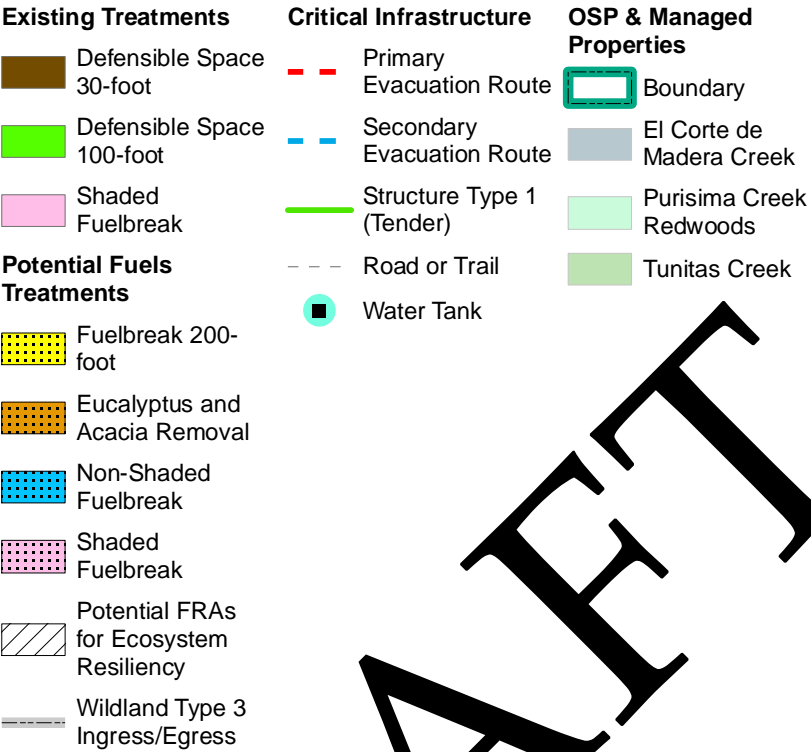 Existing Treatments
Defensible Space
30-foot
Defensible Space
100-foot
Shaded
Fuelbreak
Potential Fuels
Treatments
Fuelbreak 200-
foot
Eucalyptus and
Acacia Removal
Non-Shaded
Fuelbreak
Shaded
Fuelbreak
Potential FRAs
for Ecosystem
Resiliency
Wildland Type 3
Ingress/Egress
Critical Infrastructure
Primary
Evacuation Route
Secondary
Evacuation Route
Structure Type 1
(Tender)
Road or Trail
Water Tank
OSP & Managed
Properties
Boundary
El Corte de
Madera Creek
Purisima Creek
Redwoods
Tunitas Creek
AFT